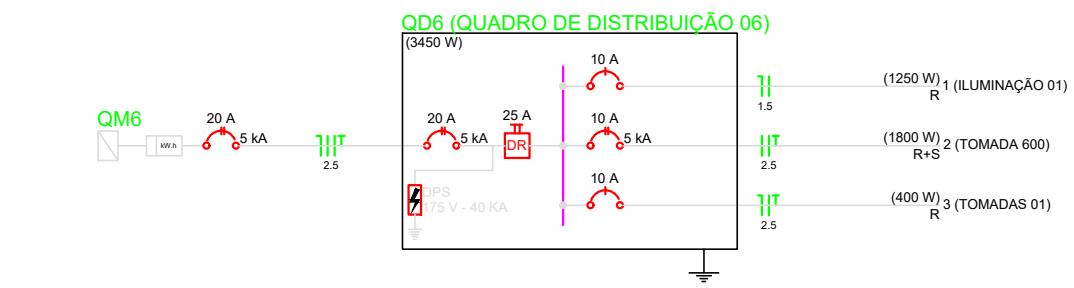 QD6 (QUADRO DE DISTRIBUIÇÃO 06)
(3450 W)
QM6
kW.h
20 A
5 kA
2.5
20 A
5 kA
25 A
DR
DPS
175 V - 40 KA
10 A
1.5
(1250 W)
R
1 (ILUMINAÇÃO 01)
10 A
5 kA
2.5
(1800 W)
R+S
2 (TOMADA 600)
10 A
2.5
(400 W)
R
3 (TOMADAS 01)